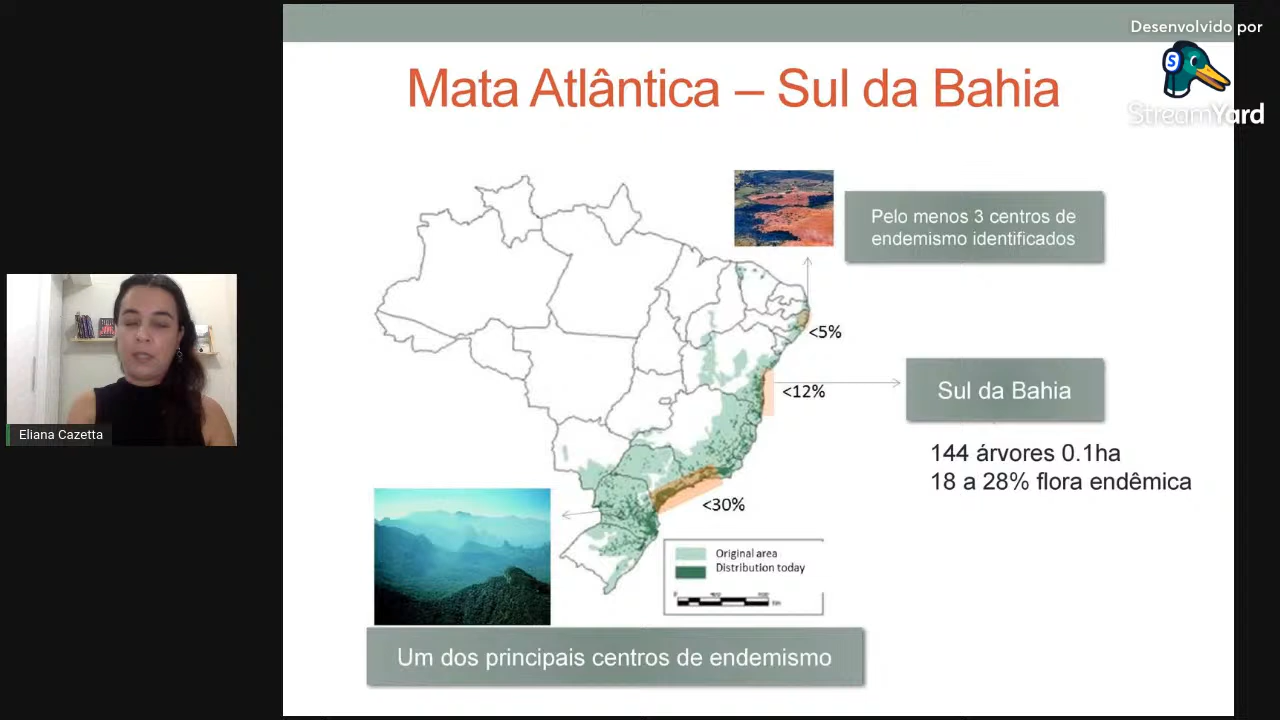 Desenvolvido por
S
StreamYard
Mata Atlântica – Sul da Bahia
Pelo menos 3 centros de
endemismo identificados
<5%
<12%
Sul da Bahia
144 árvores 0.1ha
18 a 28% flora endêmica
Eliana Cazetta
<30%
Original area
Distribution today
Um dos principais centros de endemismo